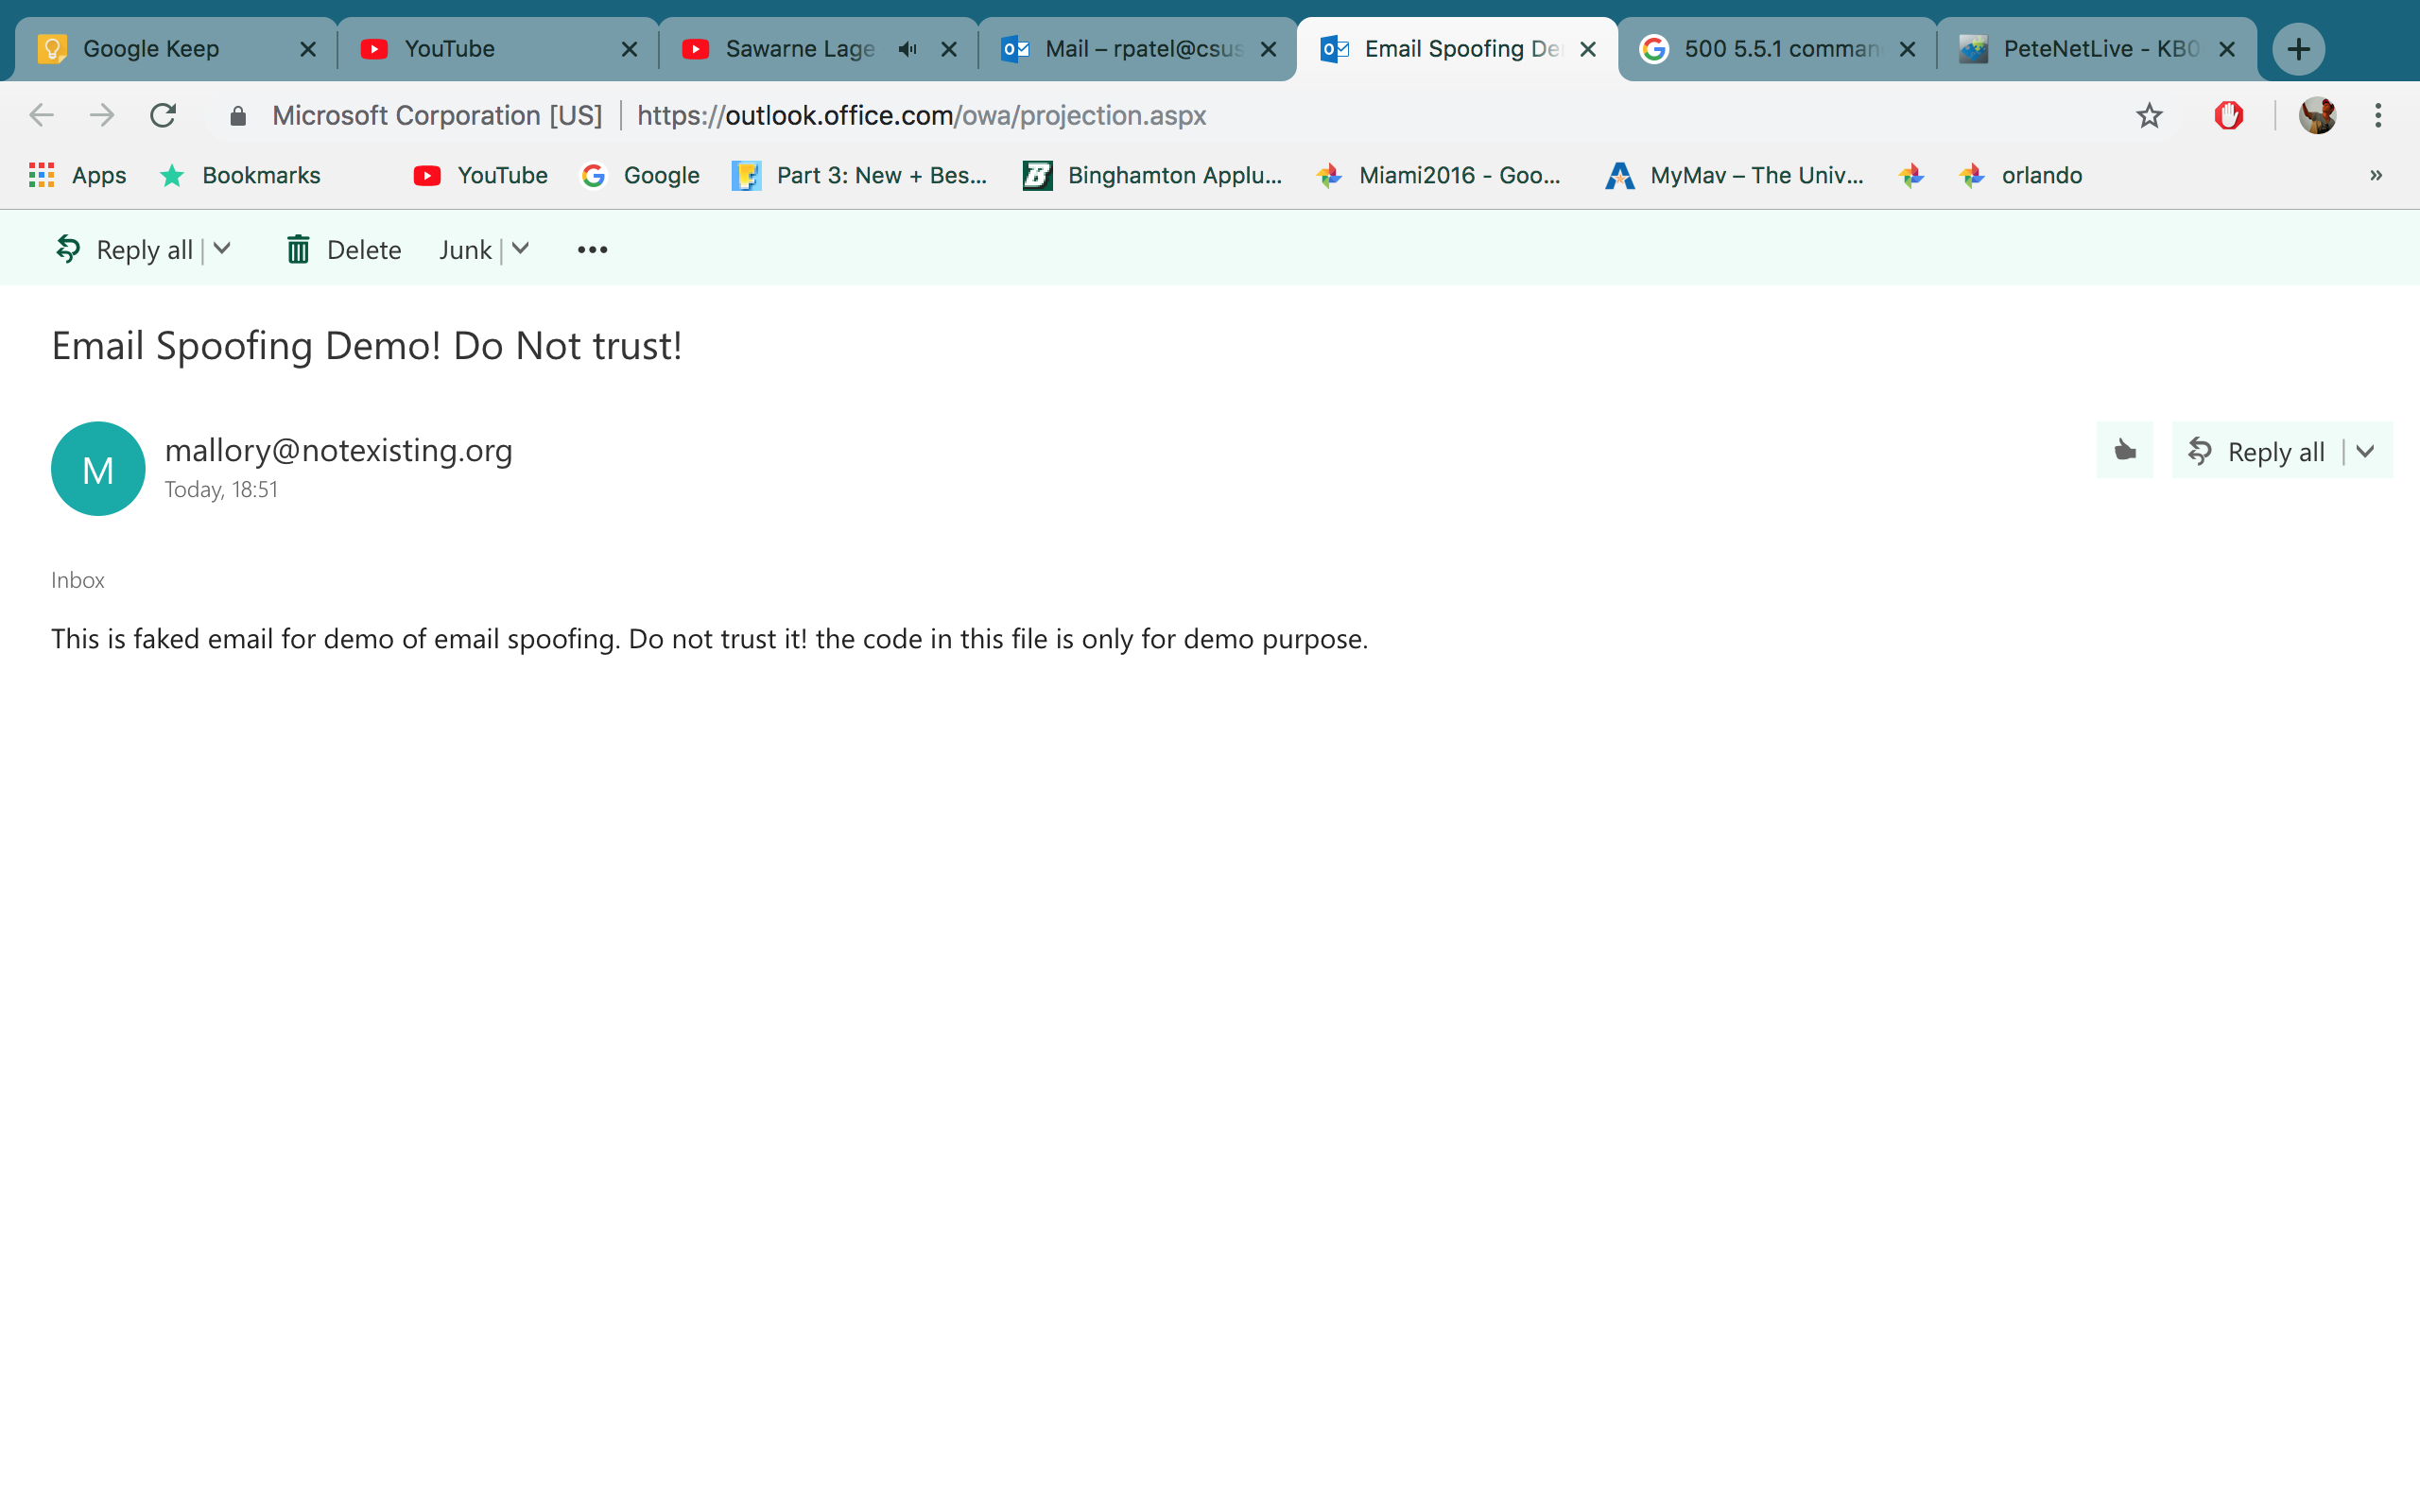 Google Keep
YouTube
Sawarne Lage
Mail – rpatel@csus
Email Spoofing De
500 5.5.1 comman
PeteNetLive - KB0
Microsoft Corporation [US] | https://outlook.office.com/owa/projection.aspx
Apps
Bookmarks
YouTube
Google
Part 3: New + Bes...
Binghamton Applu...
Miami2016 - Goo...
MyMav – The Univ...
orlando
»
Reply all
Delete
Junk
Email Spoofing Demo! Do Not trust!
M
mallory@notexisting.org
Today, 18:51
Reply all
Inbox
This is faked email for demo of email spoofing. Do not trust it! the code in this file is only for demo purpose.